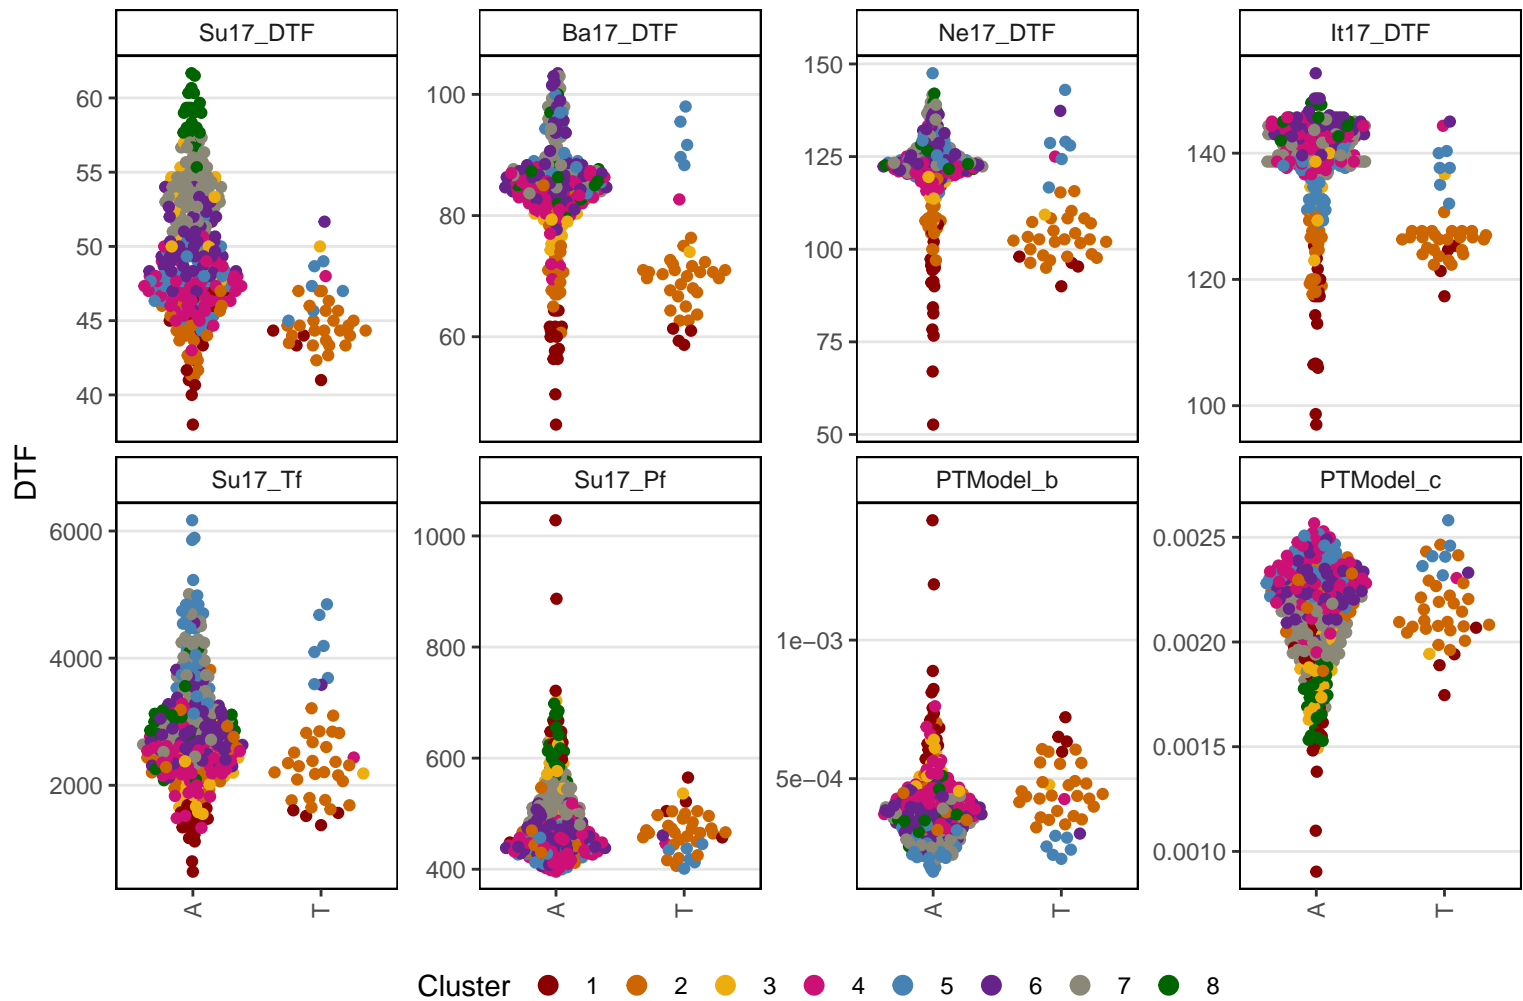 Su17_DTF Ba17_DTF Ne17_DTF It17_DTF
60 55 50 45 40
100 80 60
150 125 100 75 50
140 120 100
DTF
Su17_Tf Su17_Pf PTModel_b PTModel_c
6000 4000 2000
1000 800 600 400
1e−03 5e−04
0.0025 0.0020 0.0015 0.0010
A T A T A T A T
Cluster 1 2 3 4 5 6 7 8